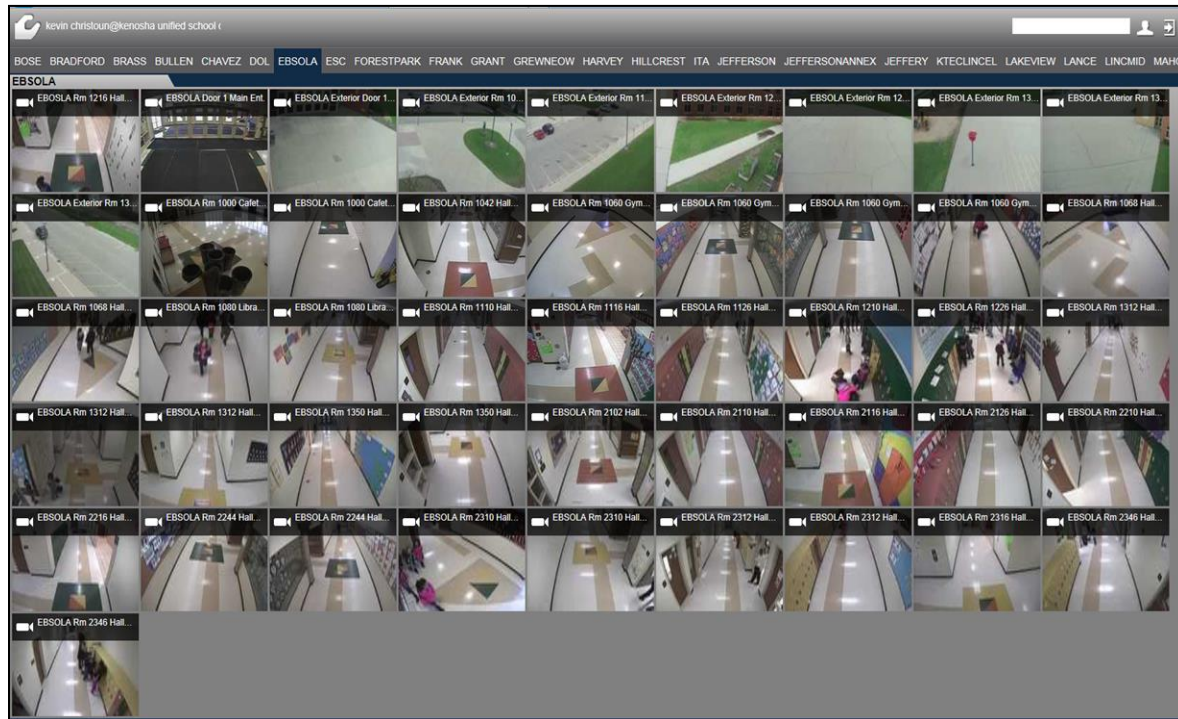 kevin christoun@kenosha unified school c
BOSE BRADFORD BRASS BULLEN CHAVEZ DOL EBSOLA ESC FORESTPARK FRANK GRANT GREWNEOW HARVEY HILLCREST ITA JEFFERSON JEFFERSONANNEX JEFFERY KTECLINCEL LAKEVIEW LANCE LINCMID MAHO
EBSOLA
EBOSLA Rm 1216 Hall... EBSOLA Door 1 Main Ent. EBSOLA Exterior Door 1... EBSOLA Exterior Rm 10... EBSOLA Exterior Rm 11... EBSOLA Exterior Rm 12... EBSOLA Exterior Rm 12... EBSOLA Exterior Rm 13... EBSOLA Exterior Rm 13...
EBSOLA Exterior Rm 13... EBSOLA Rm 1000 Cafet... EBSOLA Rm 1000 Cafet... EBSOLA Rm 1042 Hall... EBSOLA Rm 1060 Gym... EBSOLA Rm 1060 Gym... EBSOLA Rm 1060 Gym... EBSOLA Rm 1060 Gym... EBSOLA Rm 1068 Hall...
EBSOLA Rm 1068 Hall... EBSOLA Rm 1080 Libra... EBSOLA Rm 1080 Libra... EBSOLA Rm 1110 Hall... EBSOLA Rm 1116 Hall... EBSOLA Rm 1126 Hall... EBSOLA Rm 1210 Hall... EBSOLA Rm 1226 Hall... EBSOLA Rm 1312 Hall...
EBSOLA Rm 1312 Hall... EBSOLA Rm 1312 Hall... EBSOLA Rm 1350 Hall... EBSOLA Rm 1350 Hall... EBSOLA Rm 2102 Hall... EBSOLA Rm 2110 Hall... EBSOLA Rm 2116 Hall... EBSOLA Rm 2126 Hall... EBSOLA Rm 2210 Hall...
EBSOLA Rm 2216 Hall... EBSOLA Rm 2244 Hall... EBSOLA Rm 2244 Hall... EBSOLA Rm 2310 Hall... EBSOLA Rm 2310 Hall... EBSOLA Rm 2312 Hall... EBSOLA Rm 2312 Hall... EBSOLA Rm 2316 Hall... EBSOLA Rm 2346 Hall...
EBSOLA Rm 2346 Hall...